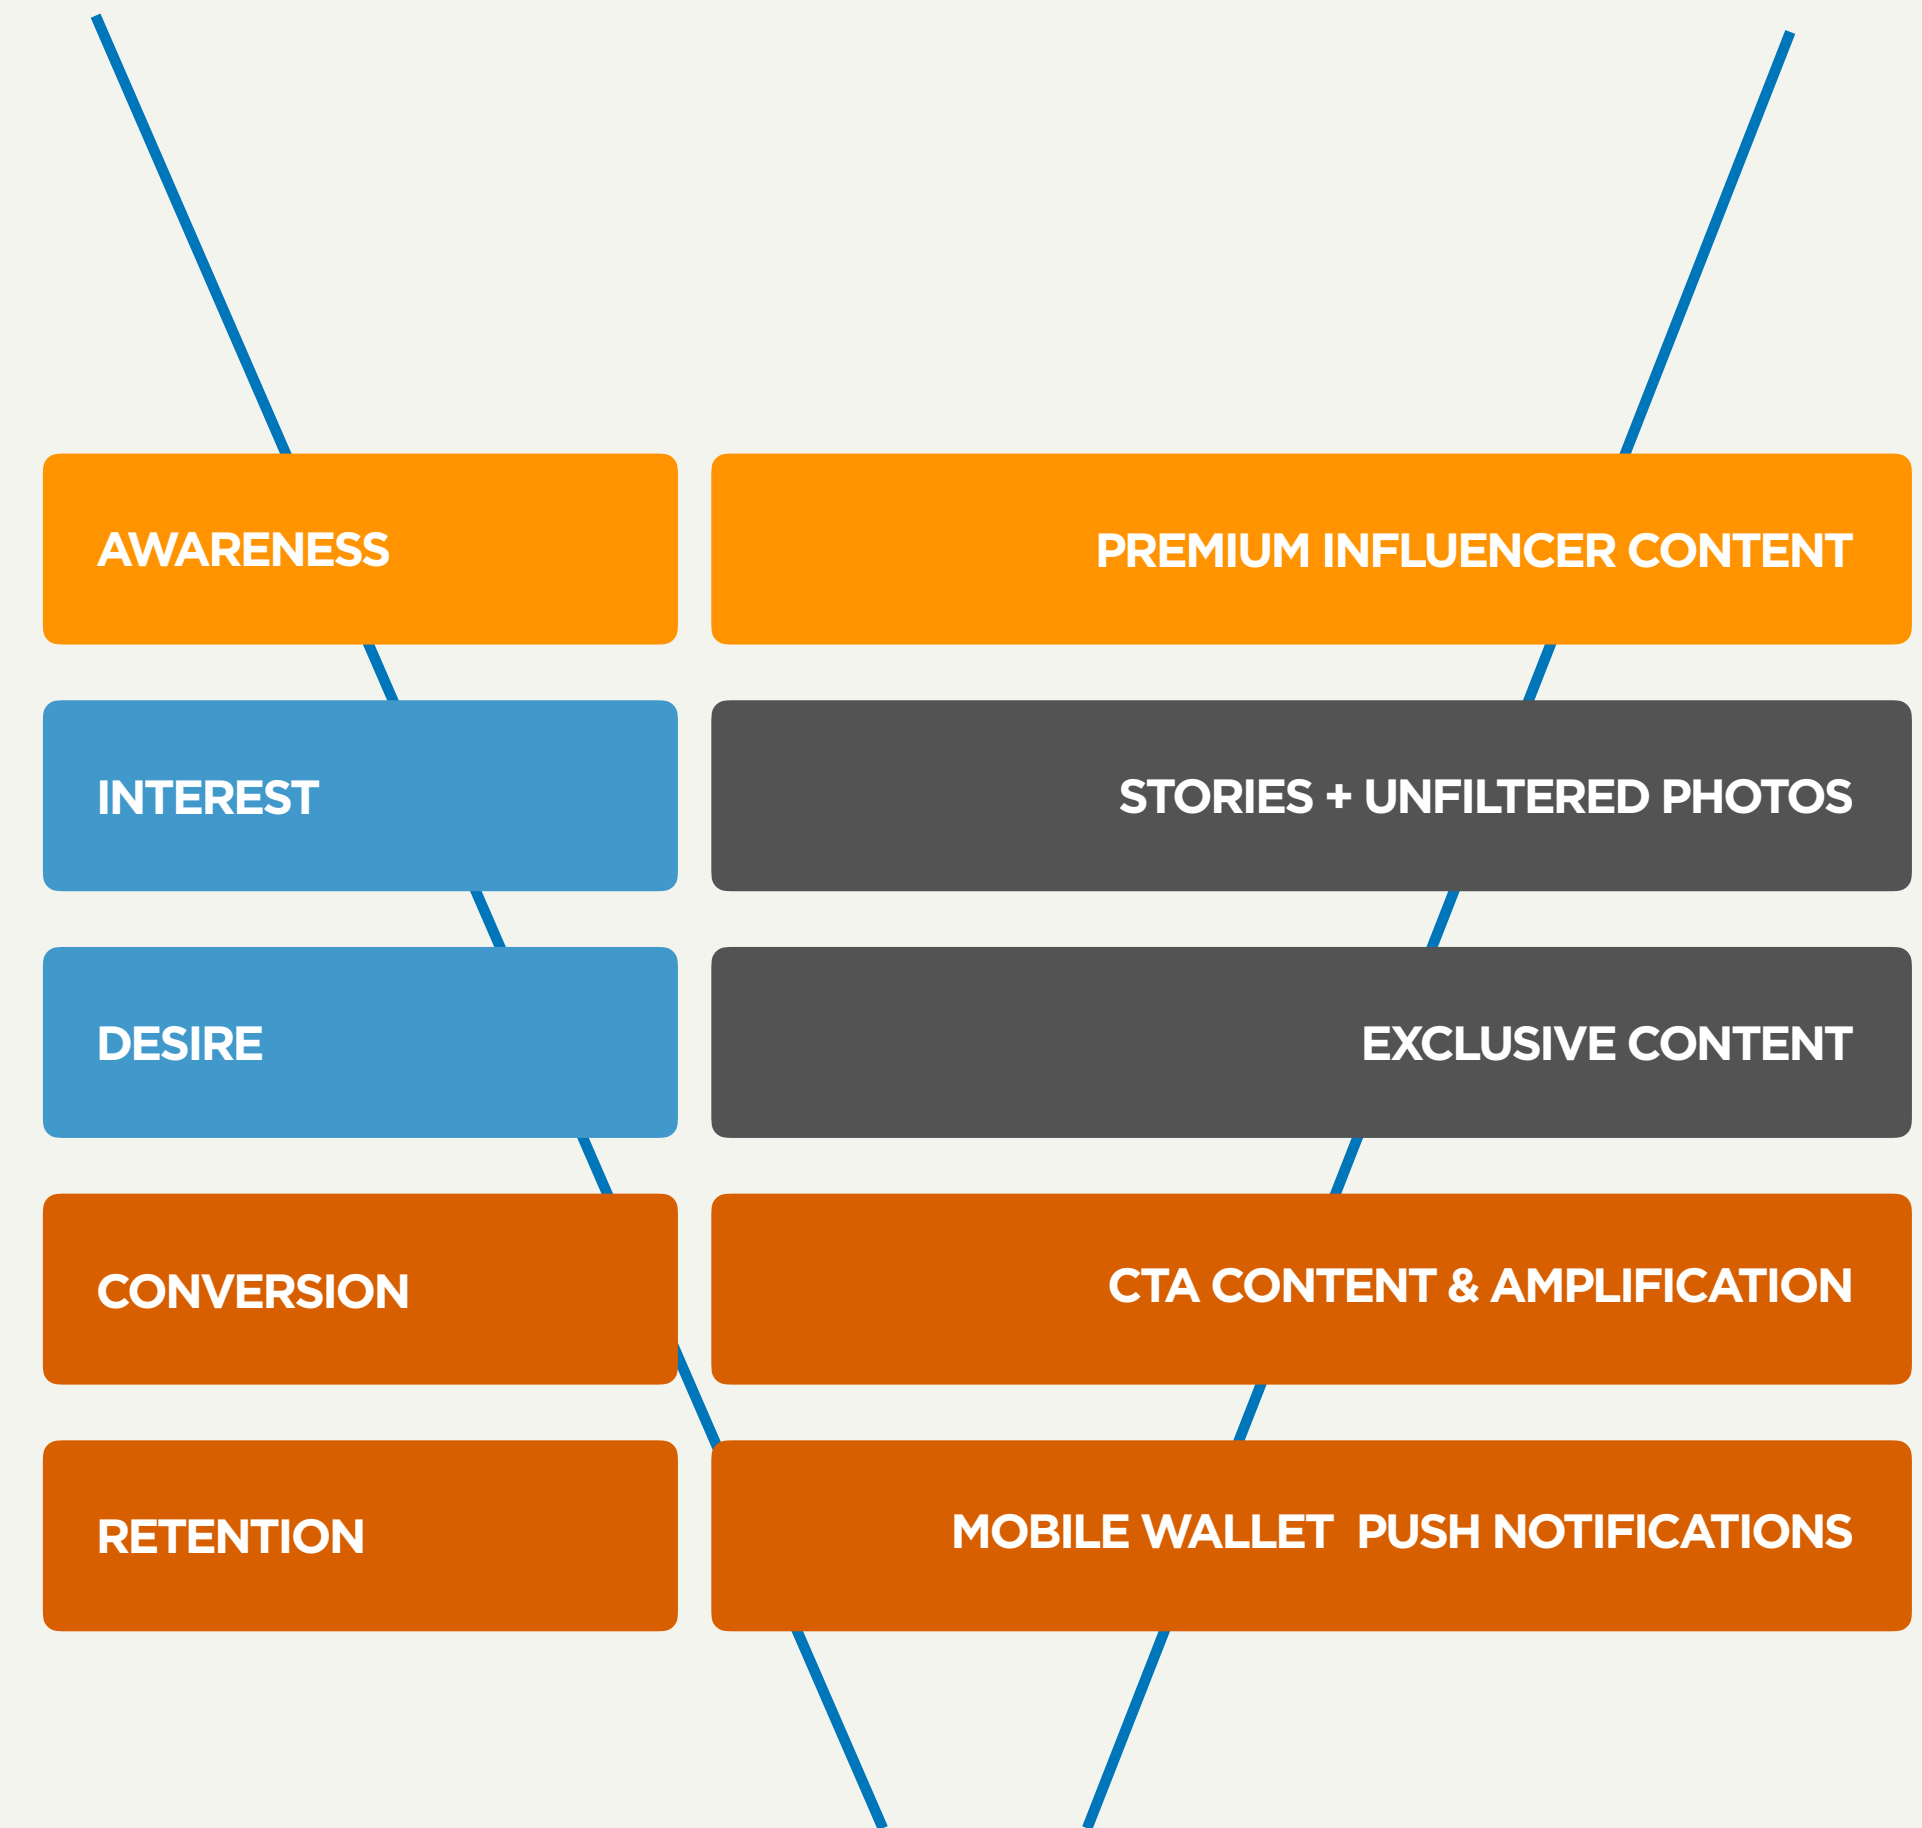 AWARENESS
PREMIUM INFLUENCER CONTENT
INTEREST
STORIES + UNFILTERED PHOTOS
DESIRE
EXCLUSIVE CONTENT
CONVERSION
CTA CONTENT & AMPLIFICATION
RETENTION
MOBILE WALLET  PUSH NOTIFICATIONS